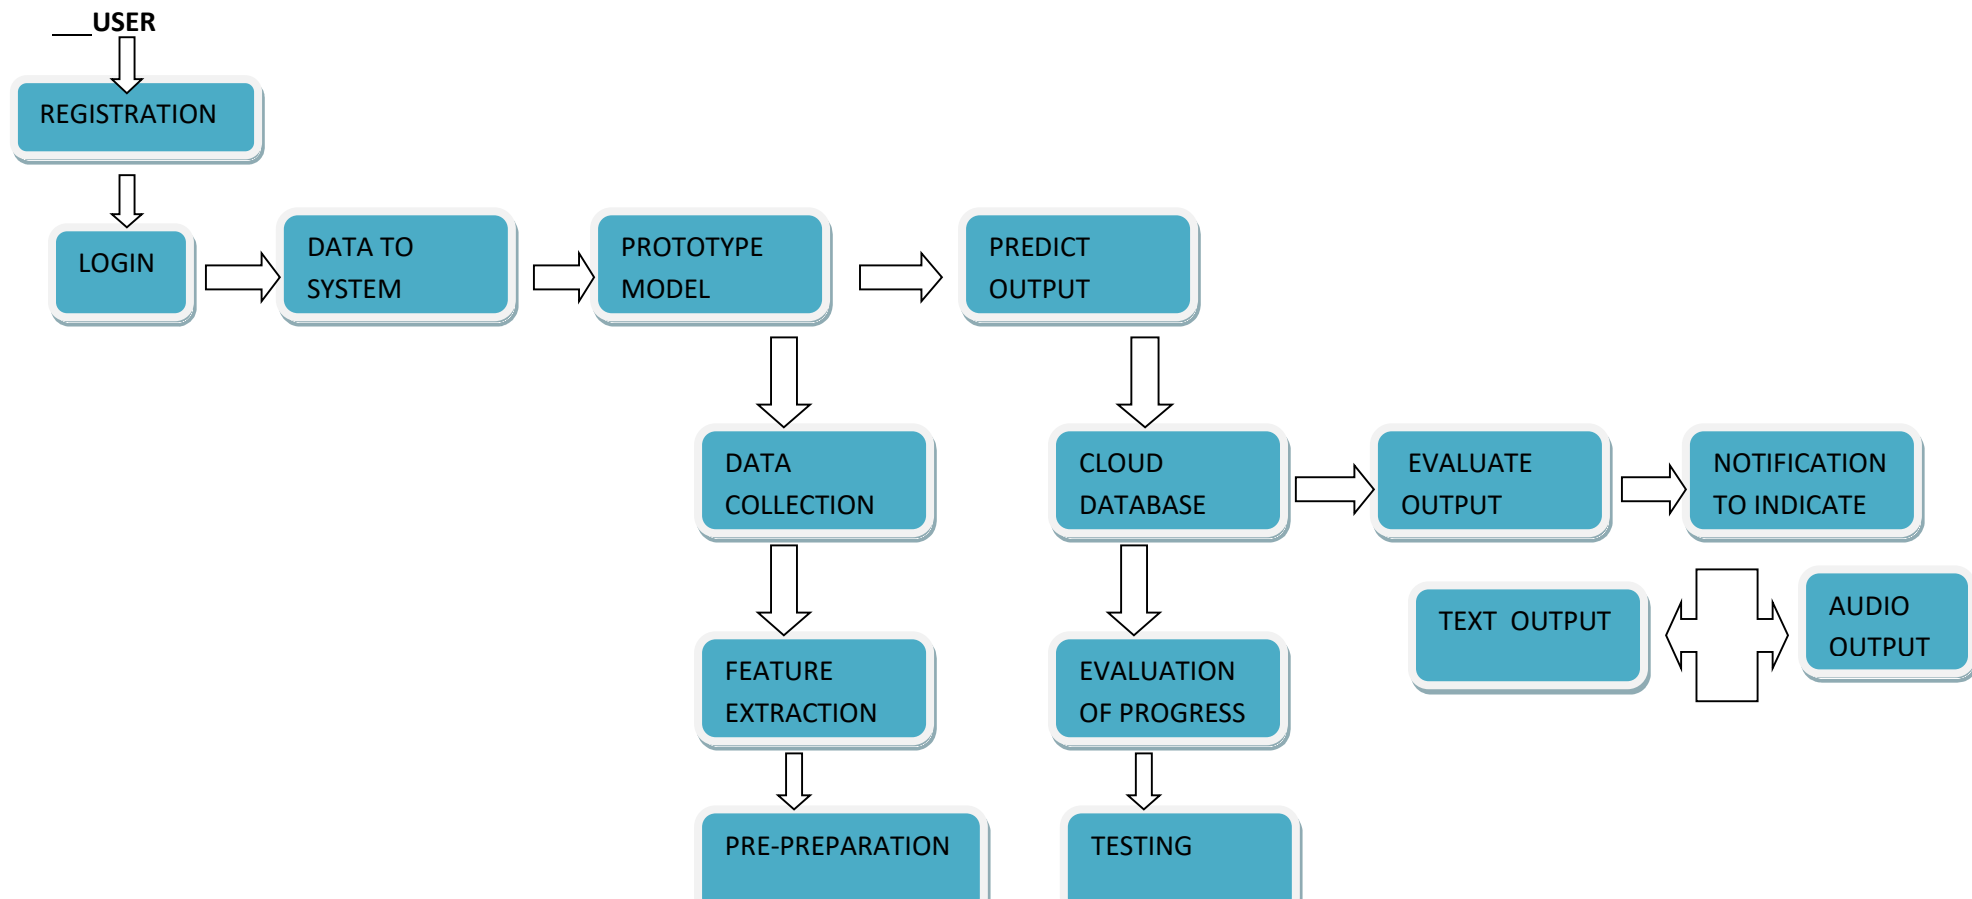 ___USER
REGISTRATION
LOGIN
DATA TO
SYSTEM
PROTOTYPE
MODEL
PREDICT
OUTPUT
DATA
COLLECTION
CLOUD
DATABASE
EVALUATE
OUTPUT
NOTIFICATION
TO INDICATE
TEXT  OUTPUT
AUDIO
OUTPUT
FEATURE
EXTRACTION
EVALUATION
OF PROGRESS
PRE-PREPARATION
TESTING